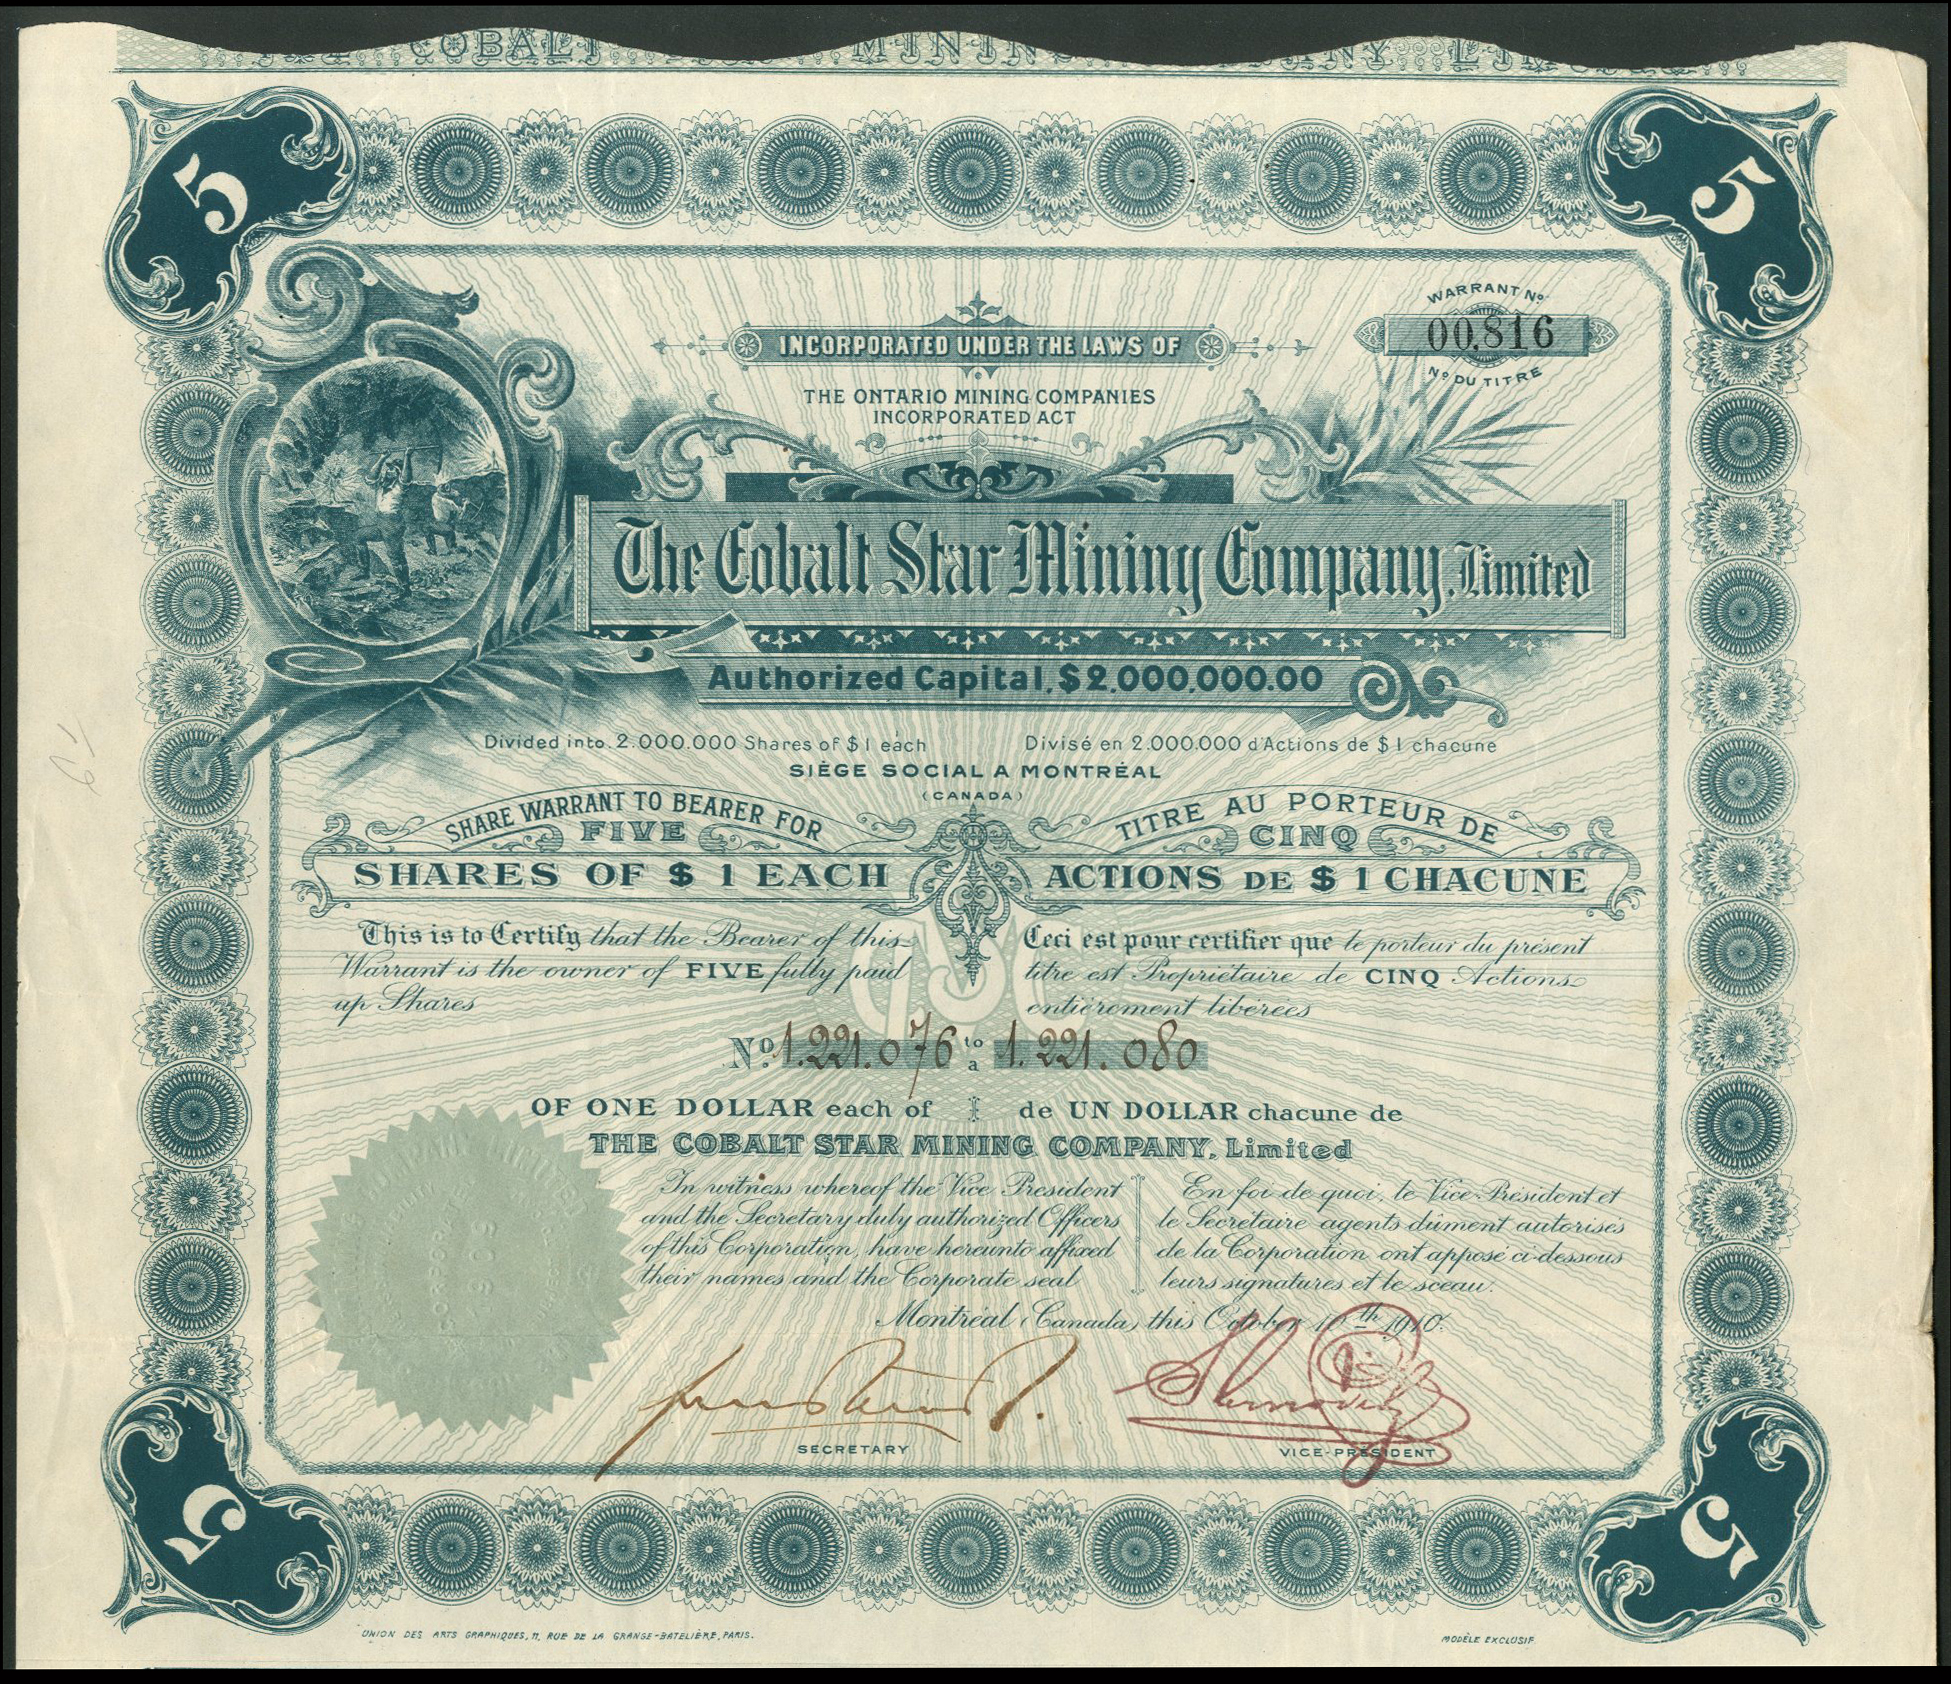 COBALT MINING LIMITED
5
5
WARRANT No.
00.816
No. DU TITRE
INCORPORATED UNDER THE LAWS OF
THE ONTARIO MINING COMPANIES
INCORPORATED ACT
The Cobalt Star Mining Company, Limited
Authorized Capital, $2.000.000.00
Divided into 2.000.000 Shares of $1 each
Divisé en 2.000.000 d'Actions de $1 chacune
SIÈGE SOCIAL A MONTRÉAL
(CANADA)
SHARE WARRANT TO BEARER FOR
FIVE
SHARES OF $ 1 EACH
TITRE AU PORTEUR DE
CINQ
ACTIONS DE $ 1 CHACUNE
This is to Certify that the Bearer of this
Warrant is the owner of FIVE fully paid
up Shares
Ceci est pour certifier que le porteur du présent
titre est Propriétaire de CINQ Actions
entièrement libérées
No. 1.221.076 to 1.221.080
a
OF ONE DOLLAR each of
de UN DOLLAR chacune de
THE COBALT STAR MINING COMPANY, Limited
In witness whereof the Vice President
and the Secretary duly authorized Officers
of this Corporation, have hereunto affixed
their names and the Corporate seal
En foi de quoi, le Vice-Président et
le Secrétaire agents dûment autorisés
de la Corporation ont apposé ci-dessous
leurs signatures et le sceau.
Montréal (Canada) this October 10th 1910.
SECRETARY
VICE-PRESIDENT
CORPORATE
1909
5
5
UNION DES ARTS GRAPHIQUES, 11, RUE DE LA GRANGE-BATELIÈRE, PARIS.
MODÈLE EXCLUSIF